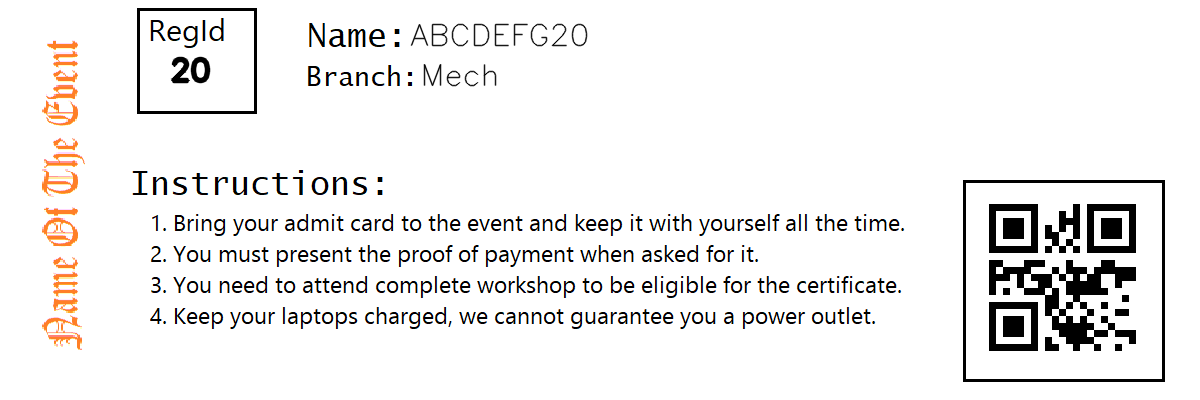 Name Of The Event
RegId
20
Name: ABCDEFG20
Branch: Mech
Instructions:
1. Bring your admit card to the event and keep it with yourself all the time.
2. You must present the proof of payment when asked for it.
3. You need to attend complete workshop to be eligible for the certificate.
4. Keep your laptops charged, we cannot guarantee you a power outlet.